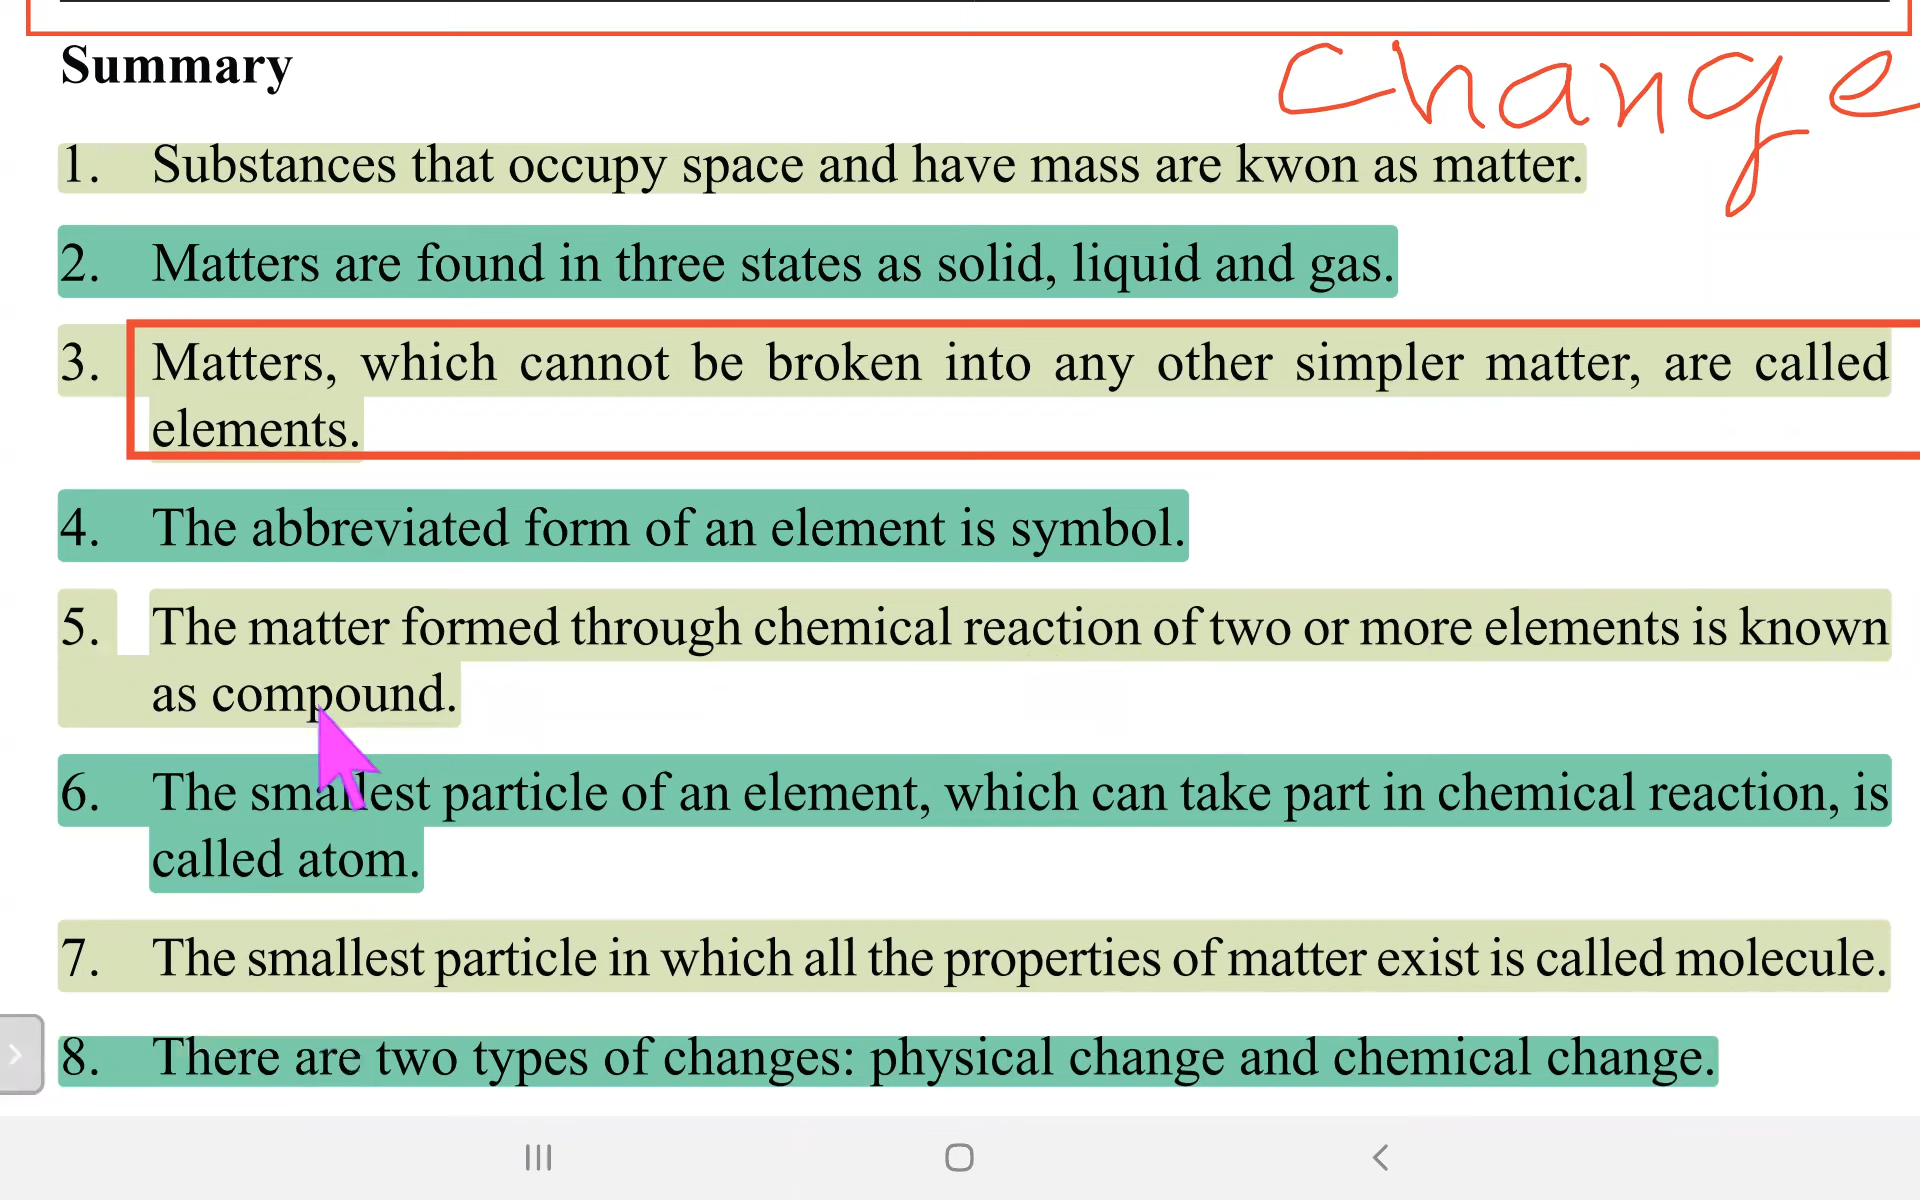 Summary
Change
1. Substances that occupy space and have mass are kwon as matter.
2. Matters are found in three states as solid, liquid and gas.
3. Matters, which cannot be broken into any other simpler matter, are called
elements.
4. The abbreviated form of an element is symbol.
5. The matter formed through chemical reaction of two or more elements is known
as compound.
6. The smallest particle of an element, which can take part in chemical reaction, is
called atom.
7. The smallest particle in which all the properties of matter exist is called molecule.
8. There are two types of changes: physical change and chemical change.